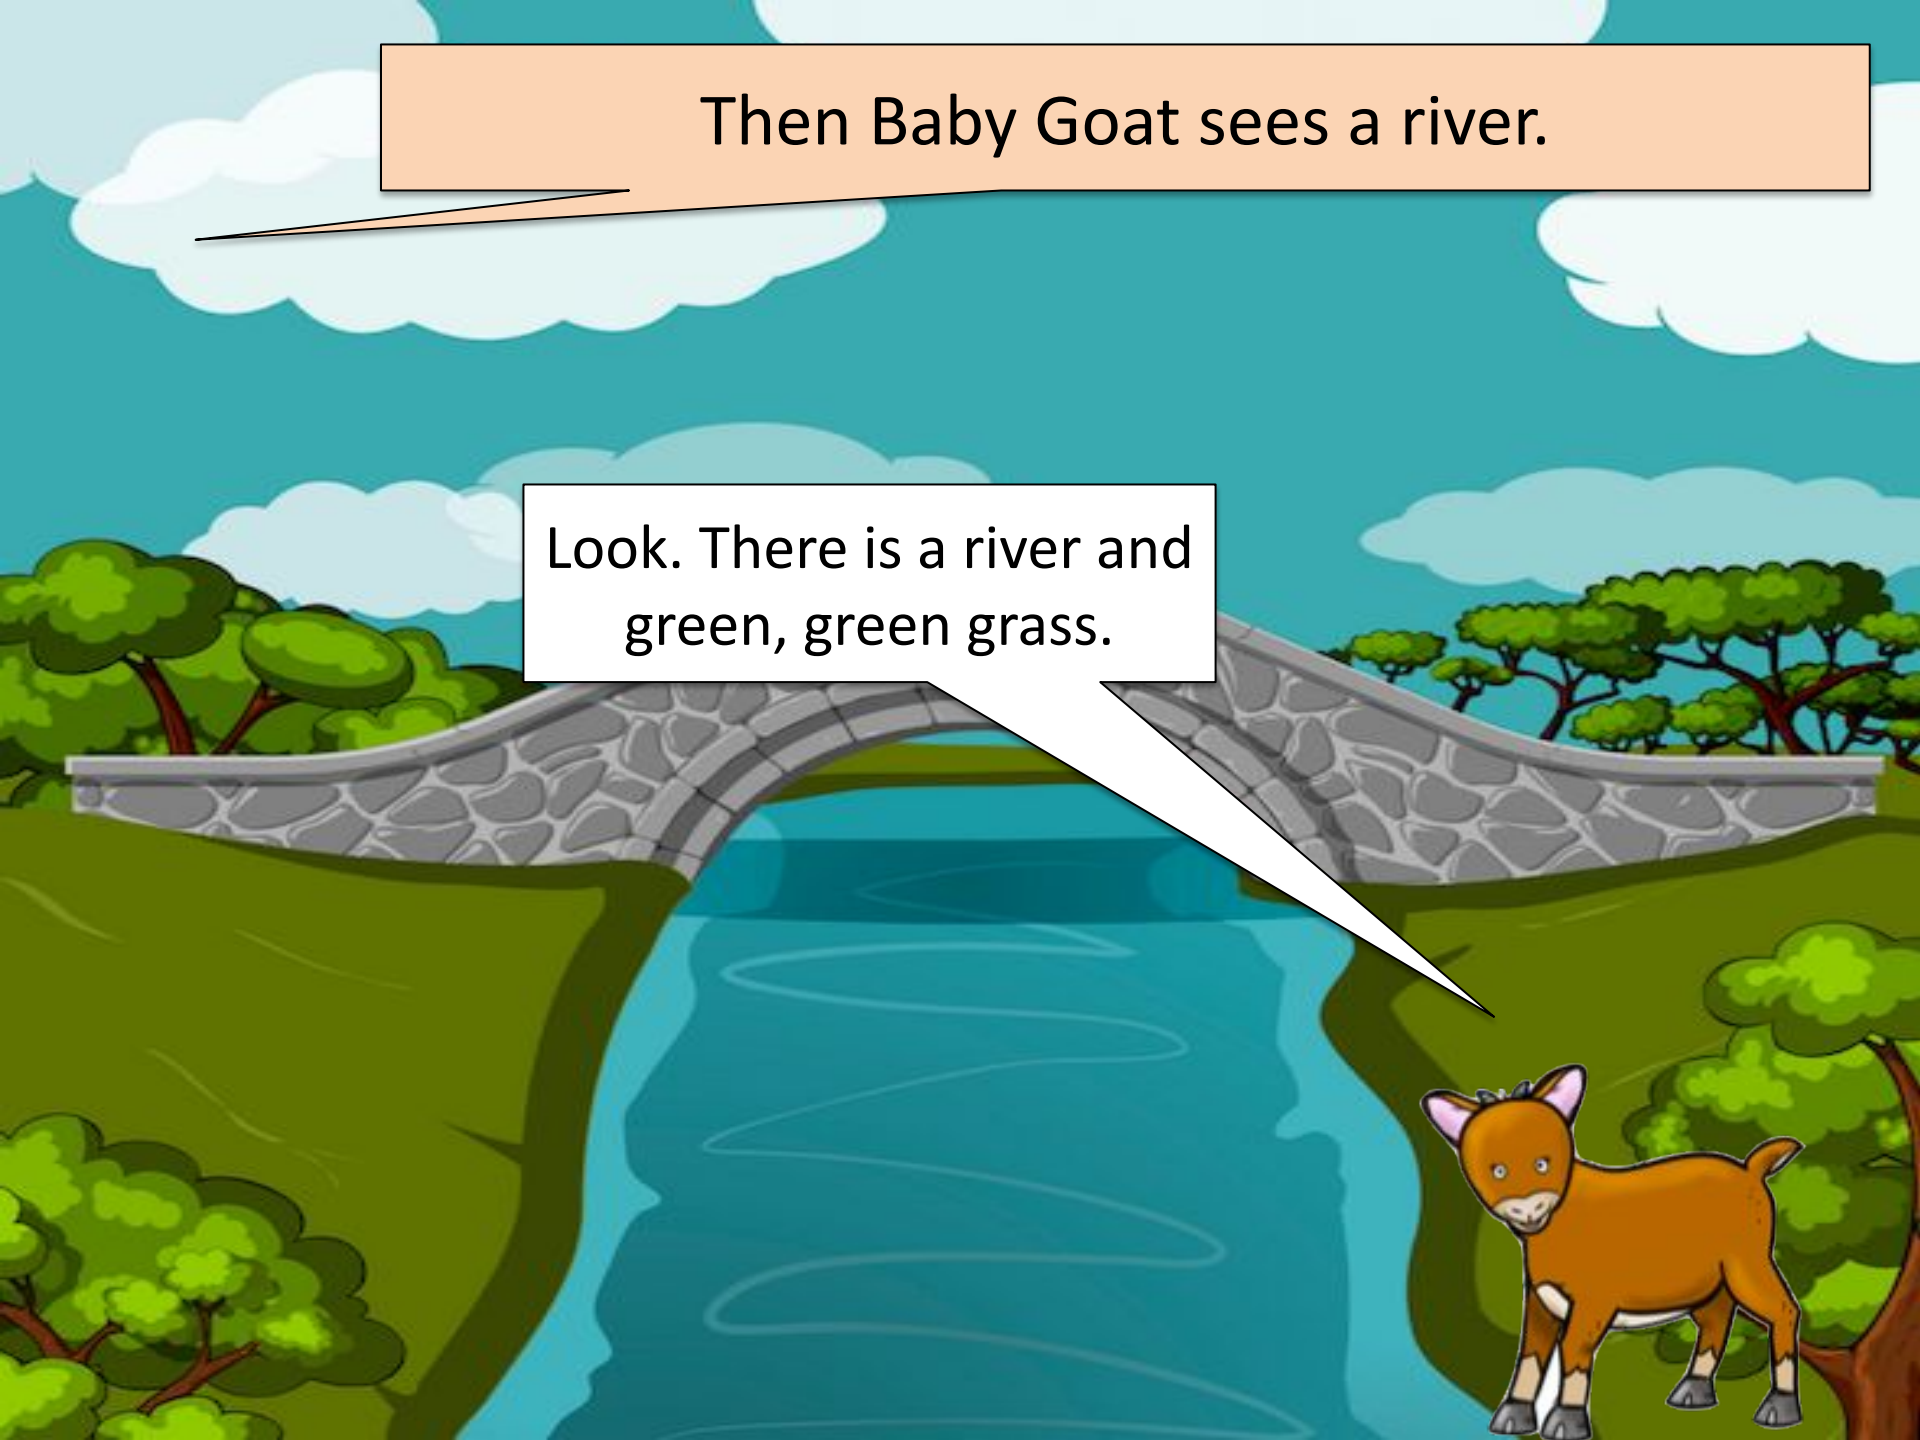 Then Baby Goat sees a river.
Look. There is a river and
green, green grass.